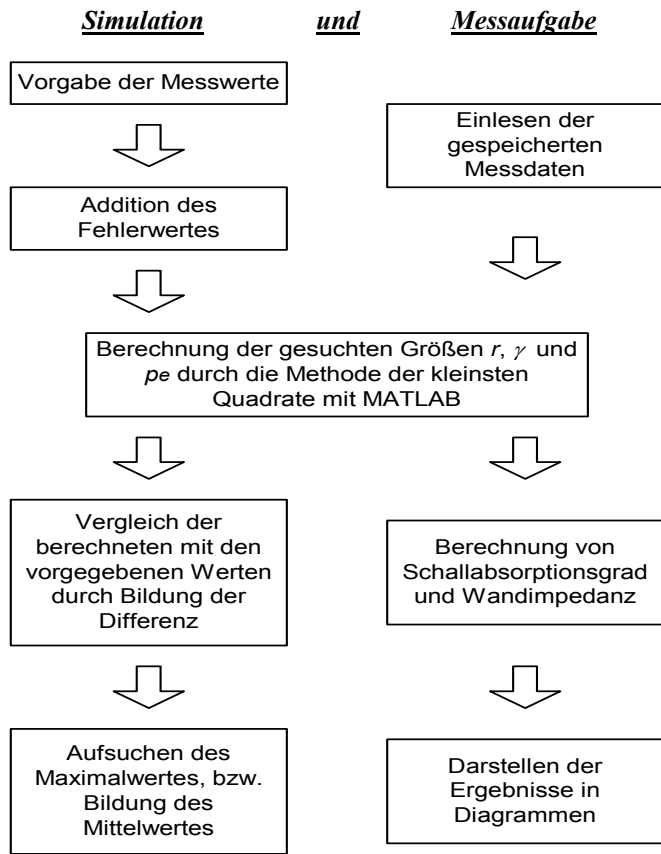 Simulation und Messaufgabe
Vorgabe der Messwerte
Addition des
Fehlerwertes
Einlesen der
gespeicherten
Messdaten
Berechnung der gesuchten Größen r, γ und
pe durch die Methode der kleinsten
Quadrate mit MATLAB
Vergleich der
berechneten mit den
vorgegebenen Werten
durch Bildung der
Differenz
Aufsuchen des
Maximalwertes, bzw.
Bildung des
Mittelwertes
Berechnung von
Schallabsorptionsgrad
und Wandimpedanz
Darstellen der
Ergebnisse in
Diagrammen